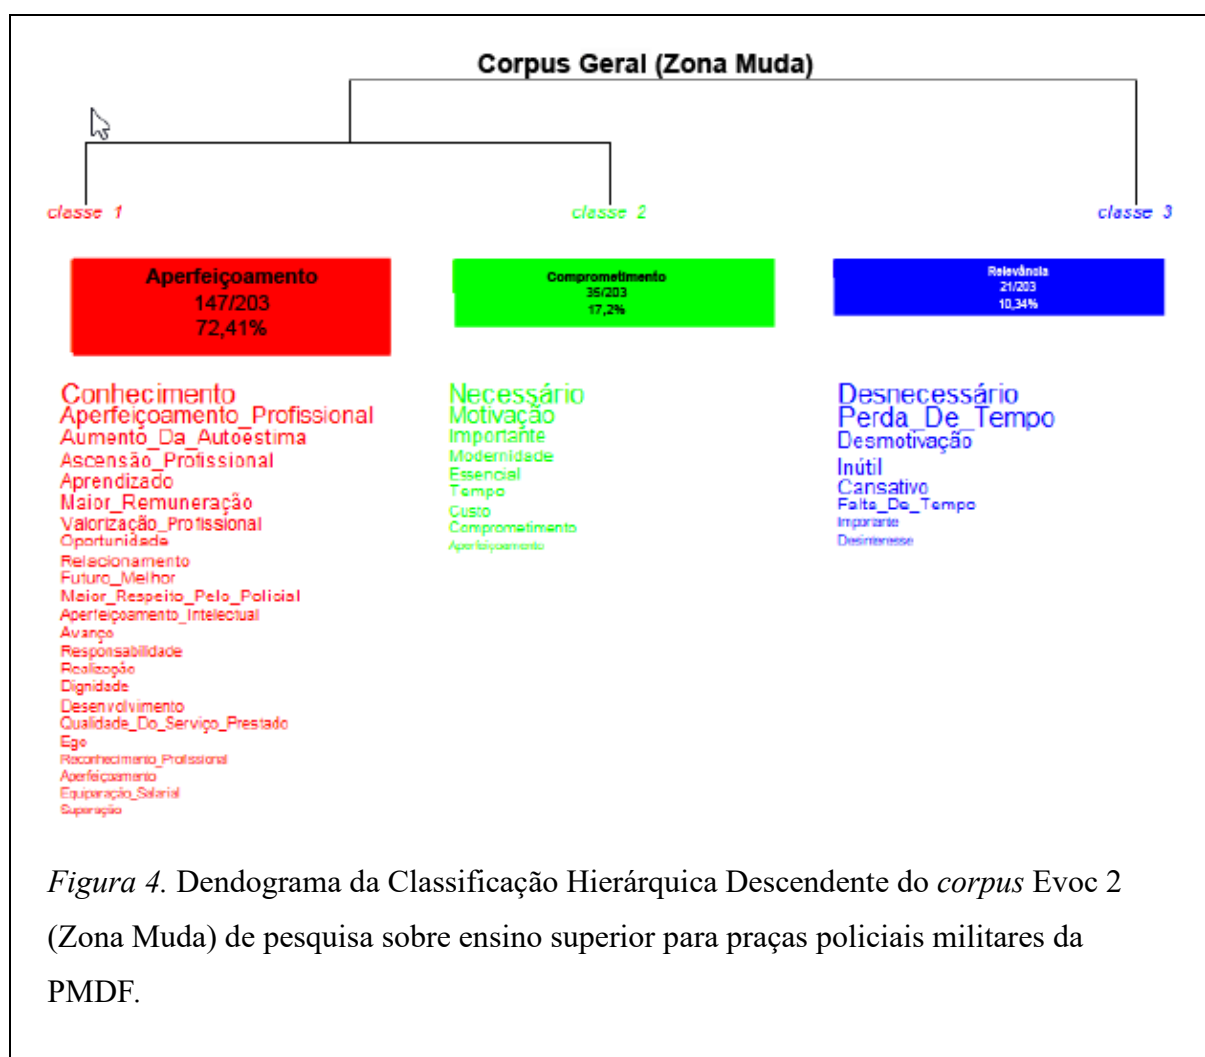 Corpus Geral (Zona Muda)
classe 1
classe 2
classe 3
Aperfeiçoamento
147/203
72,41%
Comprometimento
35/203
17,2%
Relevância
21/203
10,34%
Conhecimento
Aperfeiçoamento_Profissional
Aumento_Da_Autoestima
Ascensão_Profissional
Aprendizado
Maior_Remuneração
Valorização_Profissional
Oportunidade
Relacionamento
Futuro_Melhor
Maior_Respeito_Pelo_Policial
Aperfeiçoamento_Intelectual
Avanço
Responsabilidade
Realização
Dignidade
Desenvolvimento
Qualidade_Do_Serviço_Prestado
Ego
Reconhecimento_Profissional
Aperfeiçoamento
Equiparação_Salarial
Superação
Necessário
Motivação
Importante
Modernidade
Essencial
Tempo
Custo
Comprometimento
Aperfeiçoamento
Desnecessário
Perda_De_Tempo
Desmotivação
Inútil
Cansativo
Falta_De_Tempo
Importante
Desinteresse
Figura 4. Dendograma da Classificação Hierárquica Descendente do corpus Evoc 2
(Zona Muda) de pesquisa sobre ensino superior para praças policiais militares da
PMDF.